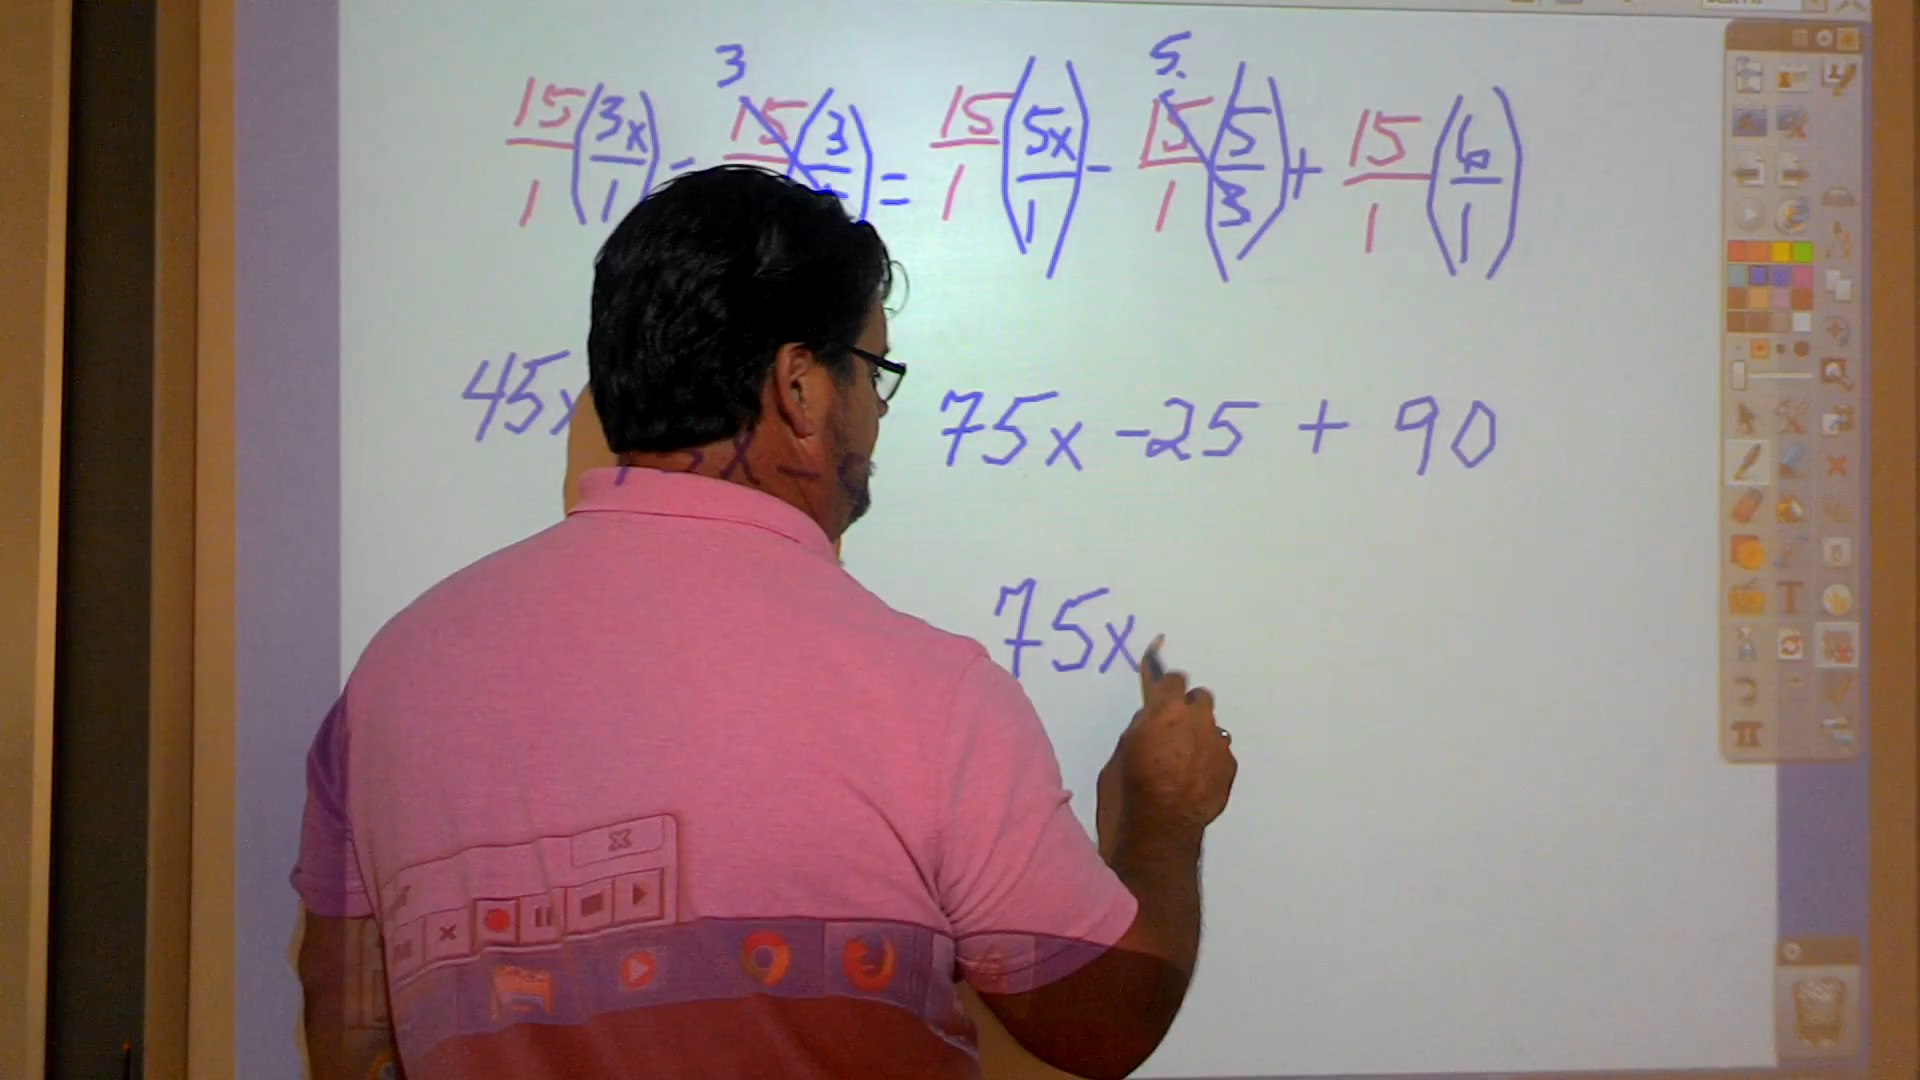 3 5.
15/1 (3x/1) - 15/1 (3/ ) = 15/1 (5x/1) - 15/1 (5/3) + 15/1 (6/1)
45x 75x - 25 + 90
75x